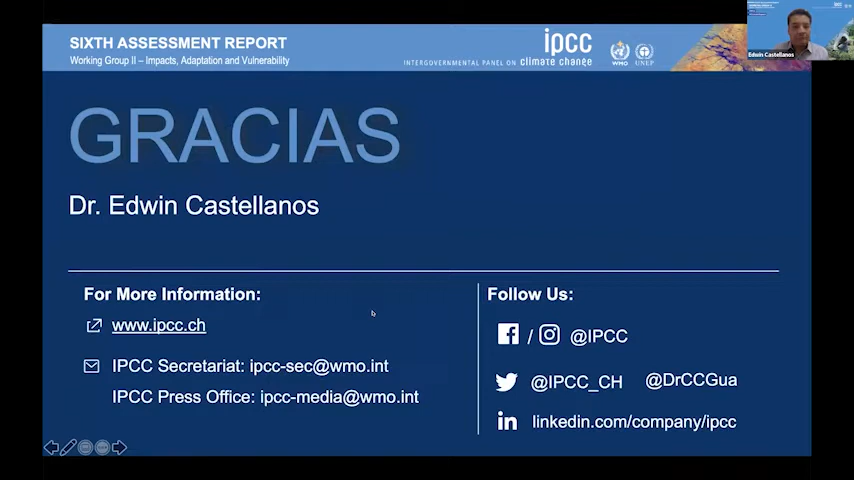 SIXTH ASSESSMENT REPORT
Working Group II – Impacts, Adaptation and Vulnerability
ipcc
INTERGOVERNMENTAL PANEL ON climate change
WMO
UNEP
Edwin Castellanos
GRACIAS
Dr. Edwin Castellanos
For More Information:
www.ipcc.ch
IPCC Secretariat: ipcc-sec@wmo.int
IPCC Press Office: ipcc-media@wmo.int
Follow Us:
/ @IPCC
@IPCC_CH @DrCCGua
linkedin.com/company/ipcc